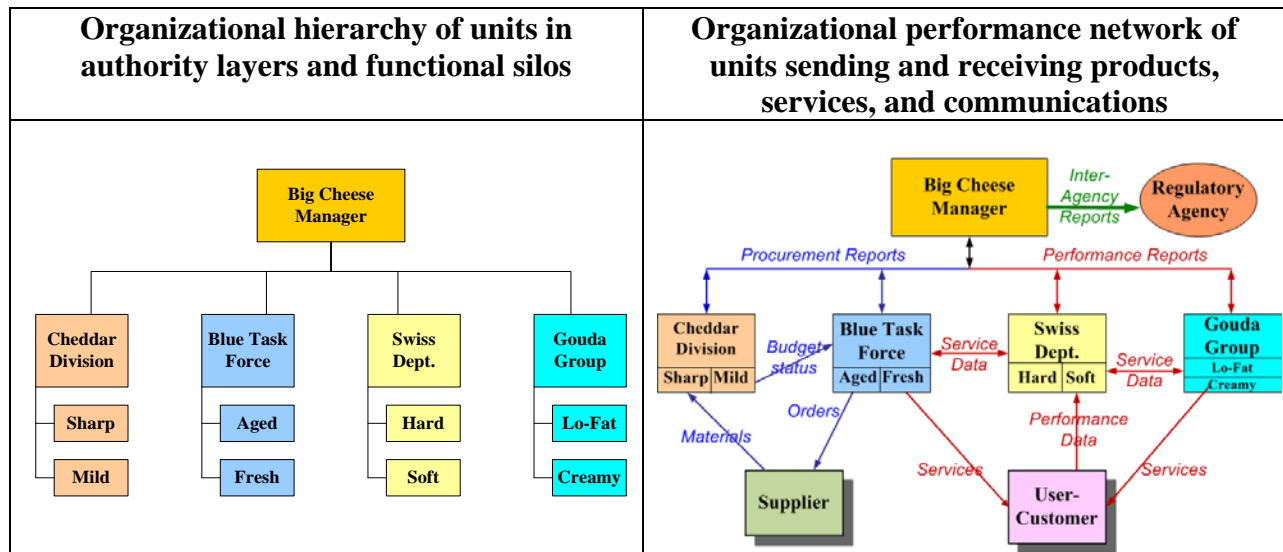 Organizational hierarchy of units in
authority layers and functional silos
Organizational performance network of
units sending and receiving products,
services, and communications
Big Cheese
Manager
Cheddar
Division
Blue Task
Force
Swiss
Dept.
Gouda
Group
Sharp
Aged
Hard
Lo-Fat
Mild
Fresh
Soft
Creamy
Big Cheese
Manager
Inter-
Agency
Reports
Regulatory
Agency
Procurement Reports
Performance Reports
Cheddar
Division
Sharp Mild
Budget
status
Blue Task
Force
Aged Fresh
Service
Data
Swiss
Dept.
Hard Soft
Service
Data
Gouda
Group
Lo-Fat
Creamy
Orders
Materials
Performance
Data
Services
Services
Supplier
User-
Customer